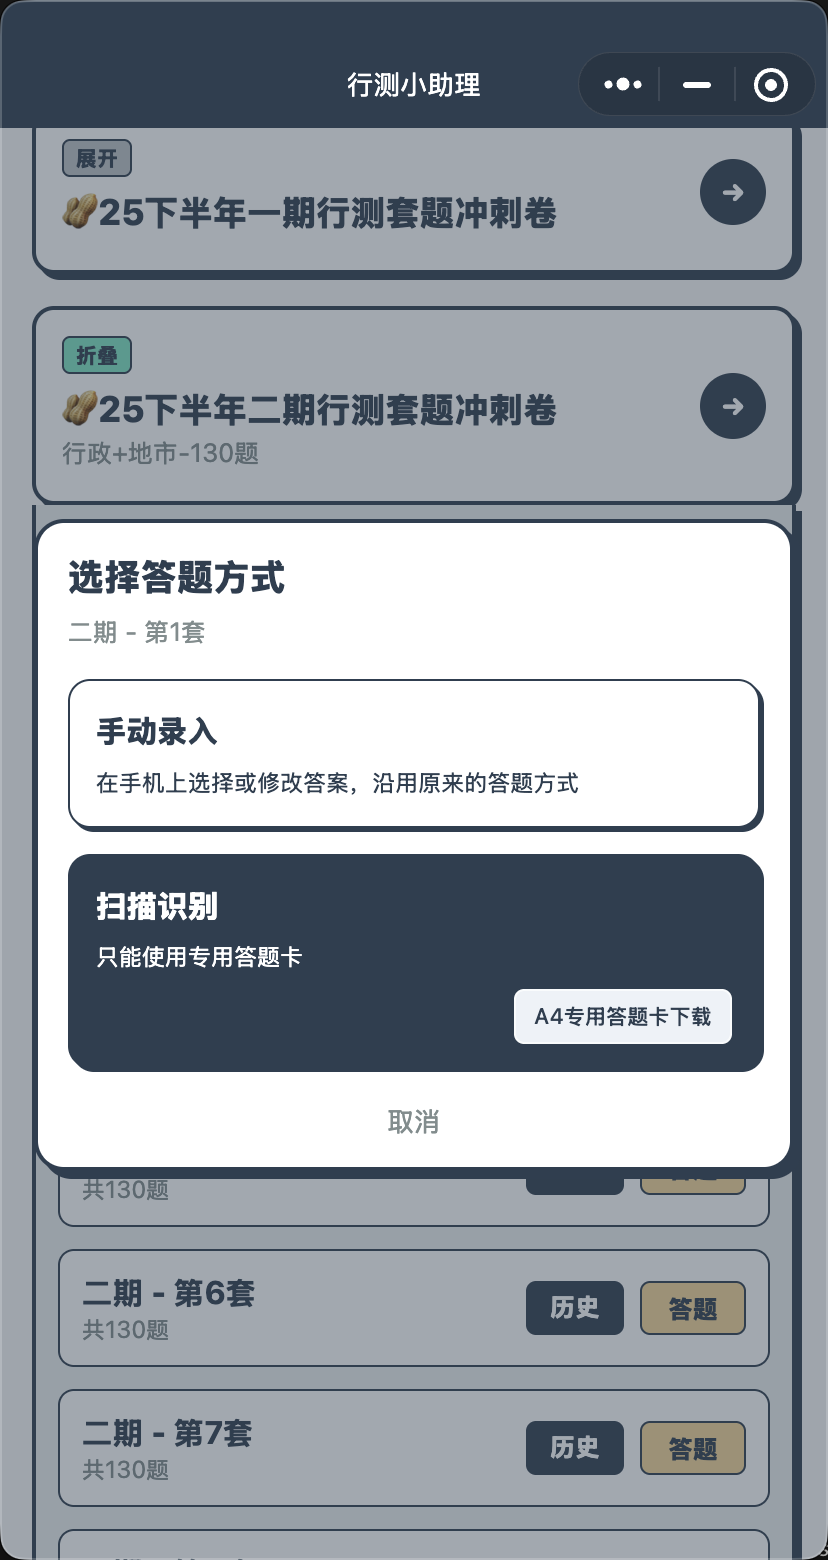 行测小助理
展开
25下半年一期行测套题冲刺卷
折叠
25下半年二期行测套题冲刺卷
行政+地市-130题
选择答题方式
二期 - 第1套
手动录入
在手机上选择或修改答案，沿用原来的答题方式
扫描识别
只能使用专用答题卡
A4专用答题卡下载
取消
共130题
二期 - 第6套
共130题
历史
答题
二期 - 第7套
共130题
历史
答题